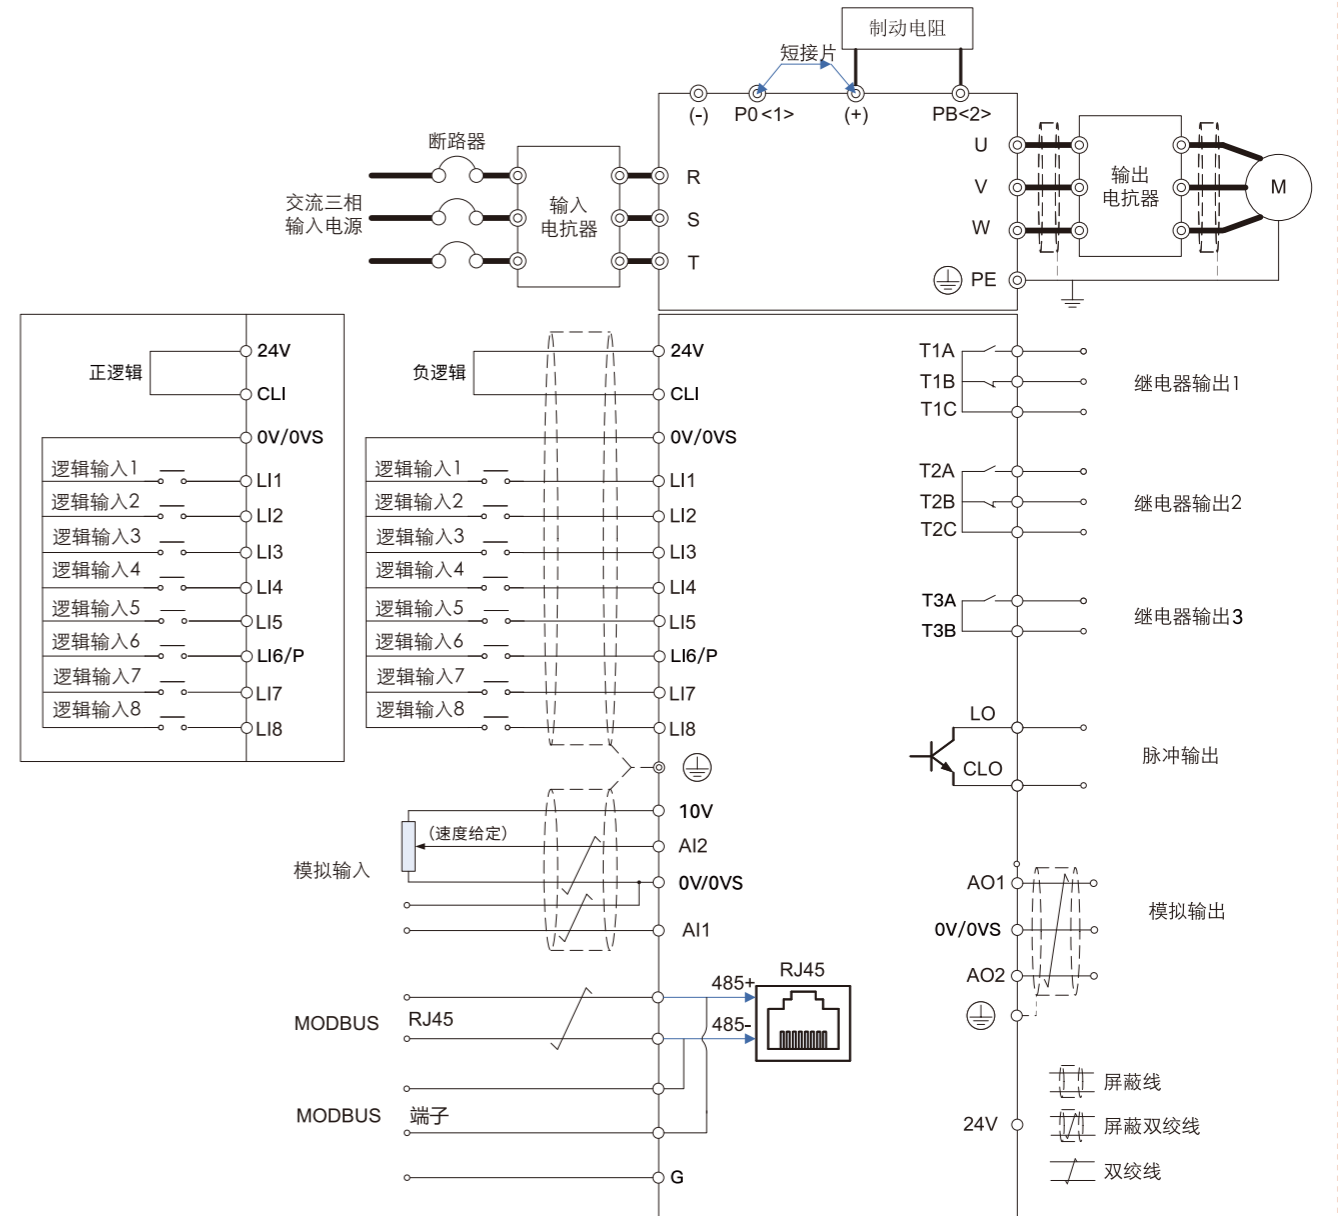 制动电阻
短接片
(-)
P0<1>
(+)
PB<2>
断路器
交流三相
输入电源
输入
电抗器
R
S
T
U
V
W
PE
输出
电抗器
M
正逻辑
24V
CLI
0V/0VS
逻辑输入1
LI1
逻辑输入2
LI2
逻辑输入3
LI3
逻辑输入4
LI4
逻辑输入5
LI5
逻辑输入6
LI6/P
逻辑输入7
LI7
逻辑输入8
LI8
负逻辑
24V
CLI
0V/0VS
逻辑输入1
LI1
逻辑输入2
LI2
逻辑输入3
LI3
逻辑输入4
LI4
逻辑输入5
LI5
逻辑输入6
LI6/P
逻辑输入7
LI7
逻辑输入8
LI8
T1A
T1B
T1C
继电器输出1
T2A
T2B
T2C
继电器输出2
T3A
T3B
继电器输出3
LO
CLO
脉冲输出
模拟输入
(速度给定)
10V
AI2
0V/0VS
AI1
AO1
0V/0VS
AO2
模拟输出
MODBUS RJ45
485+
485-
RJ45
MODBUS 端子
G
24V
屏蔽线
屏蔽双绞线
双绞线